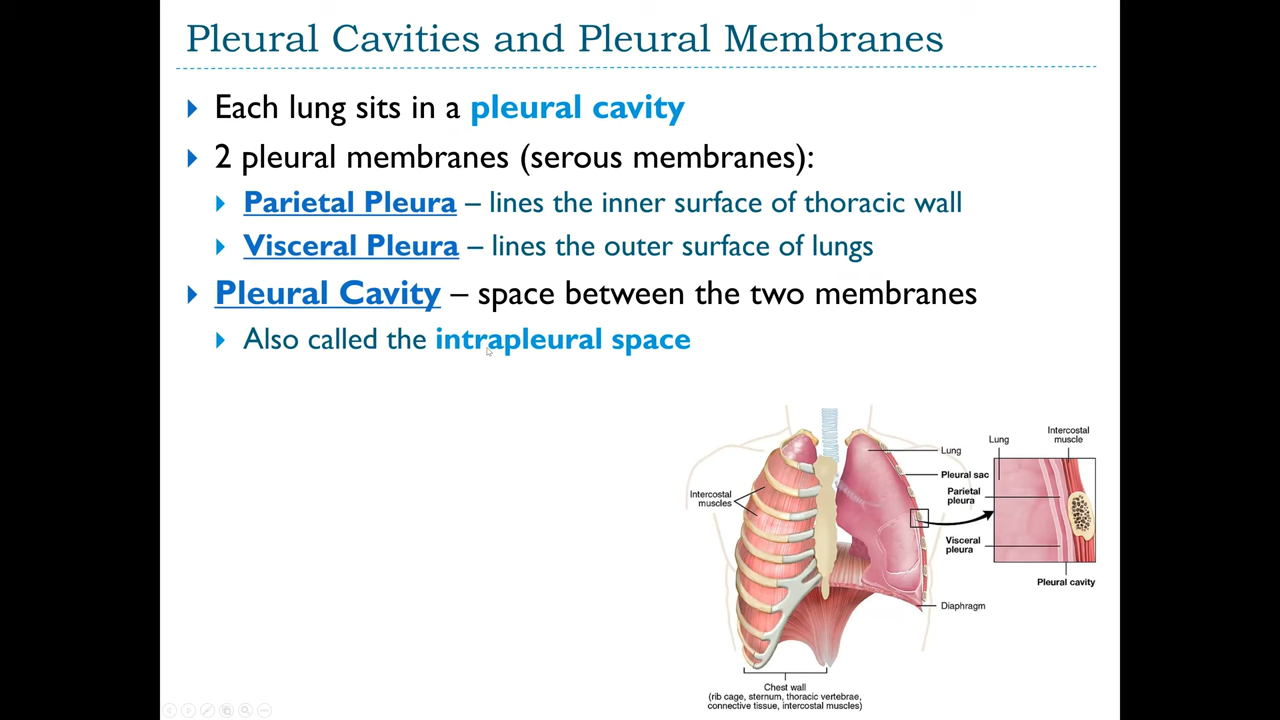 Pleural Cavities and Pleural Membranes
Each lung sits in a pleural cavity
2 pleural membranes (serous membranes):
Parietal Pleura – lines the inner surface of thoracic wall
Visceral Pleura – lines the outer surface of lungs
Pleural Cavity – space between the two membranes
Also called the intrapleural space
Intercostal
muscles
Lung
Pleural sac
Parietal
pleura
Visceral
pleura
Diaphragm
Lung
Intercostal
muscle
Pleural cavity
Chest wall
(rib cage, sternum, thoracic vertebrae,
connective tissue, intercostal muscles)